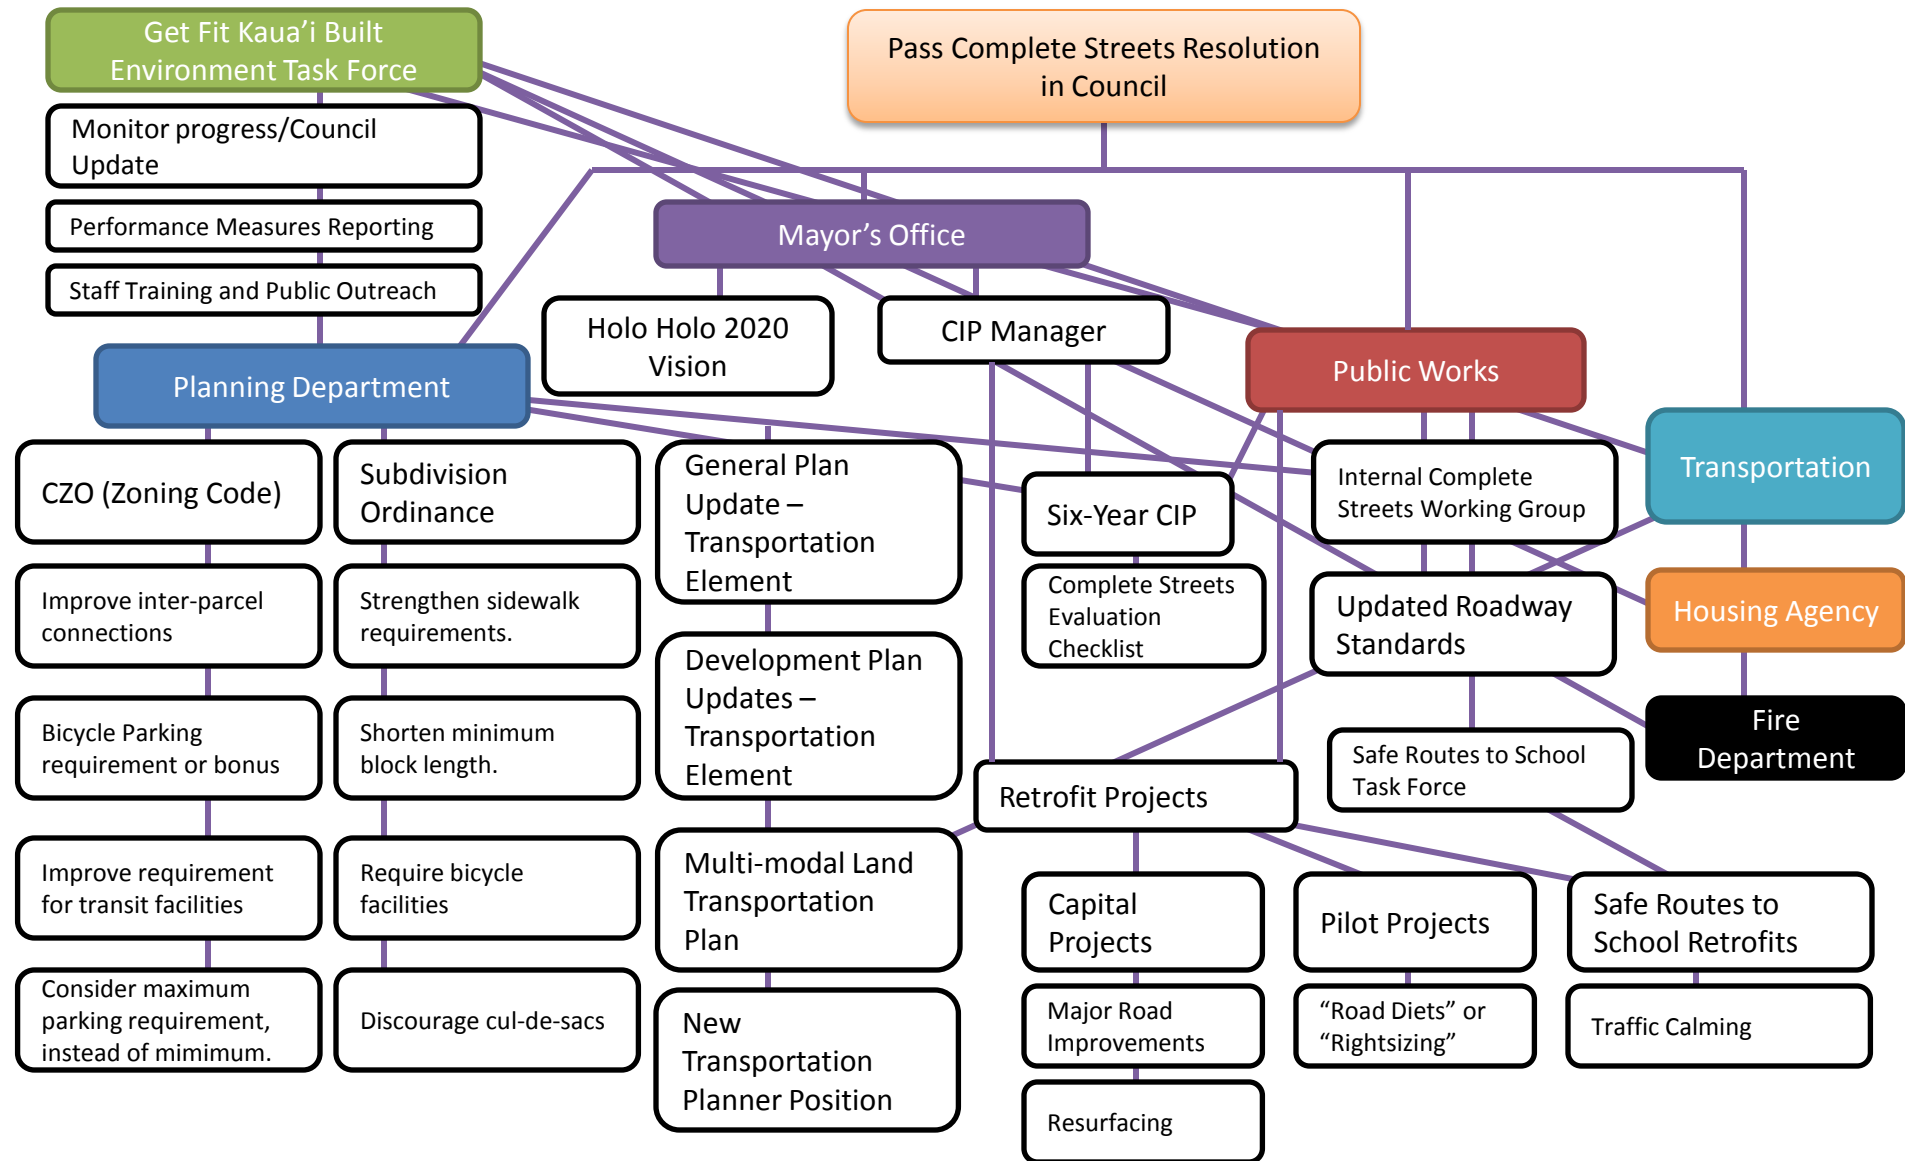 Get Fit Kaua’i Built
Environment Task Force
Pass Complete Streets Resolution
in Council
Monitor progress/Council
Update
Performance Measures Reporting
Staff Training and Public Outreach
Mayor’s Office
Holo Holo 2020
Vision
CIP Manager
Public Works
Planning Department
Transportation
Housing Agency
Fire
Department
CZO (Zoning Code)
Improve inter-parcel
connections
Bicycle Parking
requirement or bonus
Improve requirement
for transit facilities
Consider maximum
parking requirement,
instead of mimimum.
Subdivision
Ordinance
Strengthen sidewalk
requirements.
Shorten minimum
block length.
Require bicycle
facilities
Discourage cul-de-sacs
General Plan
Update –
Transportation
Element
Development Plan
Updates –
Transportation
Element
Multi-modal Land
Transportation
Plan
New
Transportation
Planner Position
Six-Year CIP
Complete Streets
Evaluation
Checklist
Internal Complete
Streets Working Group
Updated Roadway
Standards
Safe Routes to School
Task Force
Retrofit Projects
Capital
Projects
Major Road
Improvements
Resurfacing
Pilot Projects
“Road Diets” or
“Rightsizing”
Safe Routes to
School Retrofits
Traffic Calming